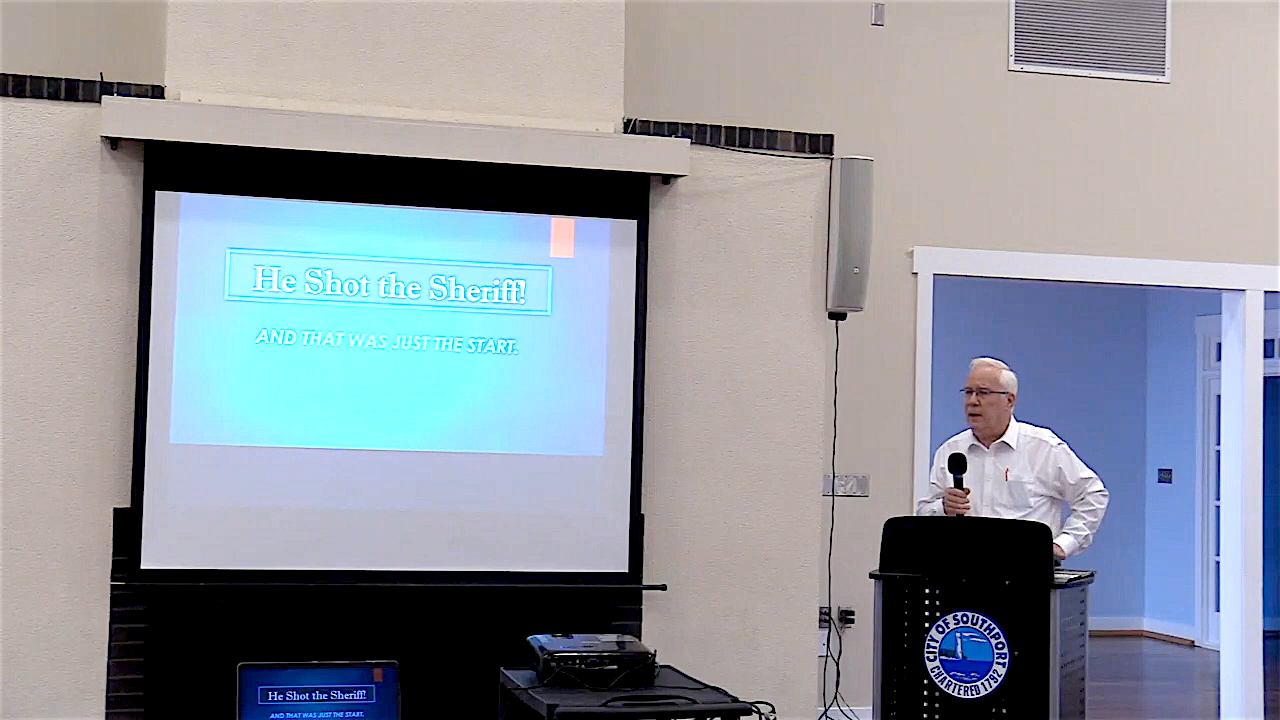 He Shot the Sheriff!
AND THAT WAS JUST THE START.
He Shot the Sheriff!
AND THAT WAS JUST THE START.
CITY OF SOUTHPORT
CHARTERED 1792